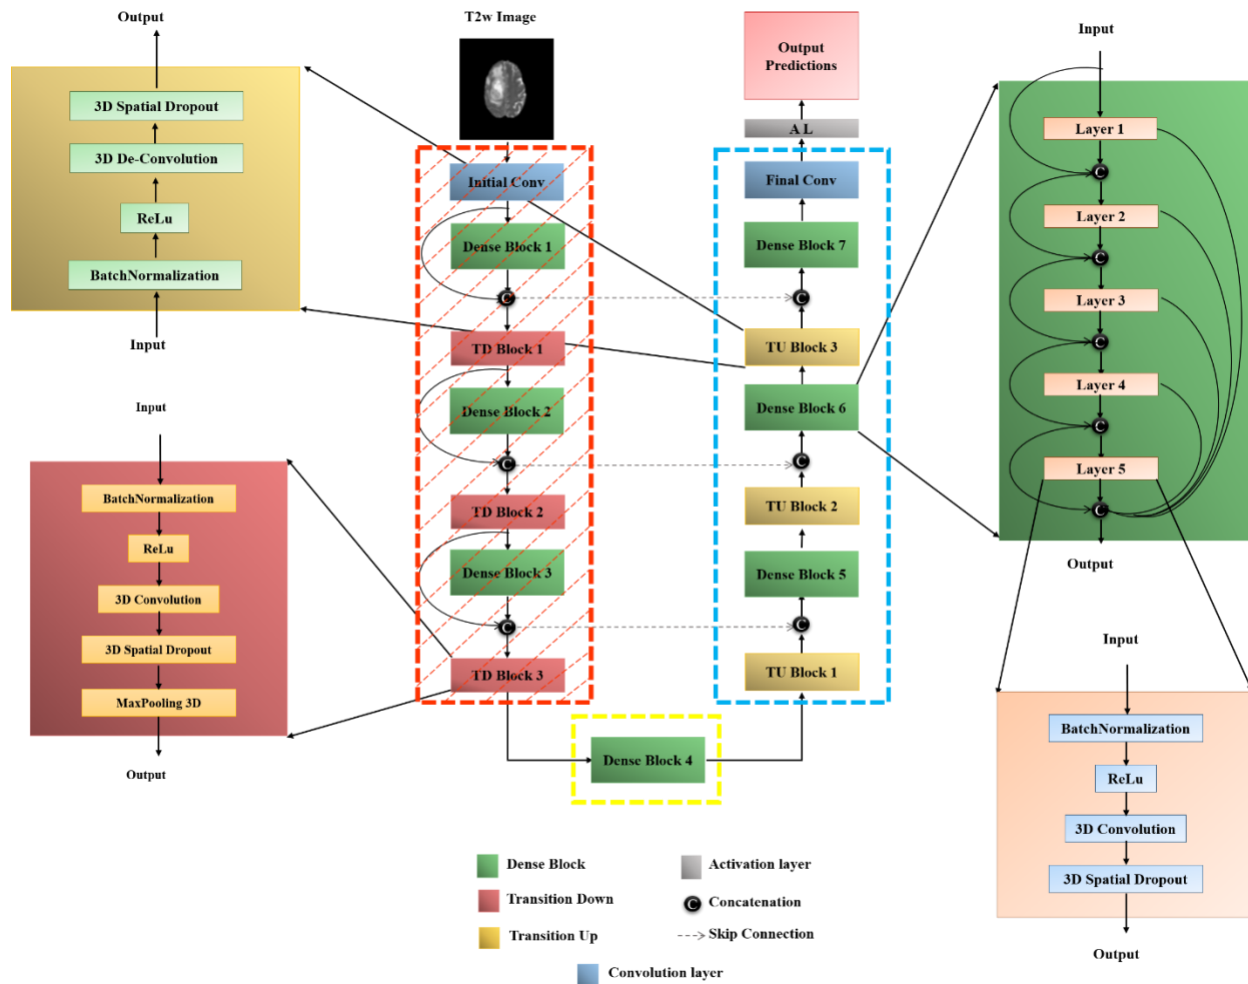 Output
3D Spatial Dropout
3D De-Convolution
ReLu
BatchNormalization
Input
Input
BatchNormalization
ReLu
3D Convolution
3D Spatial Dropout
MaxPooling 3D
Output
T2w Image
Initial Conv
Dense Block 1
C
TD Block 1
Dense Block 2
C
TD Block 2
Dense Block 3
C
TD Block 3
Dense Block 4
Output
Predictions
A L
Final Conv
Dense Block 7
C
TU Block 3
Dense Block 6
C
TU Block 2
Dense Block 5
C
TU Block 1
Input
Layer 1
C
Layer 2
C
Layer 3
C
Layer 4
C
Layer 5
C
Output
Input
BatchNormalization
ReLu
3D Convolution
3D Spatial Dropout
Output
Dense Block
Transition Down
Transition Up
Activation layer
C Concatenation
Skip Connection
Convolution layer